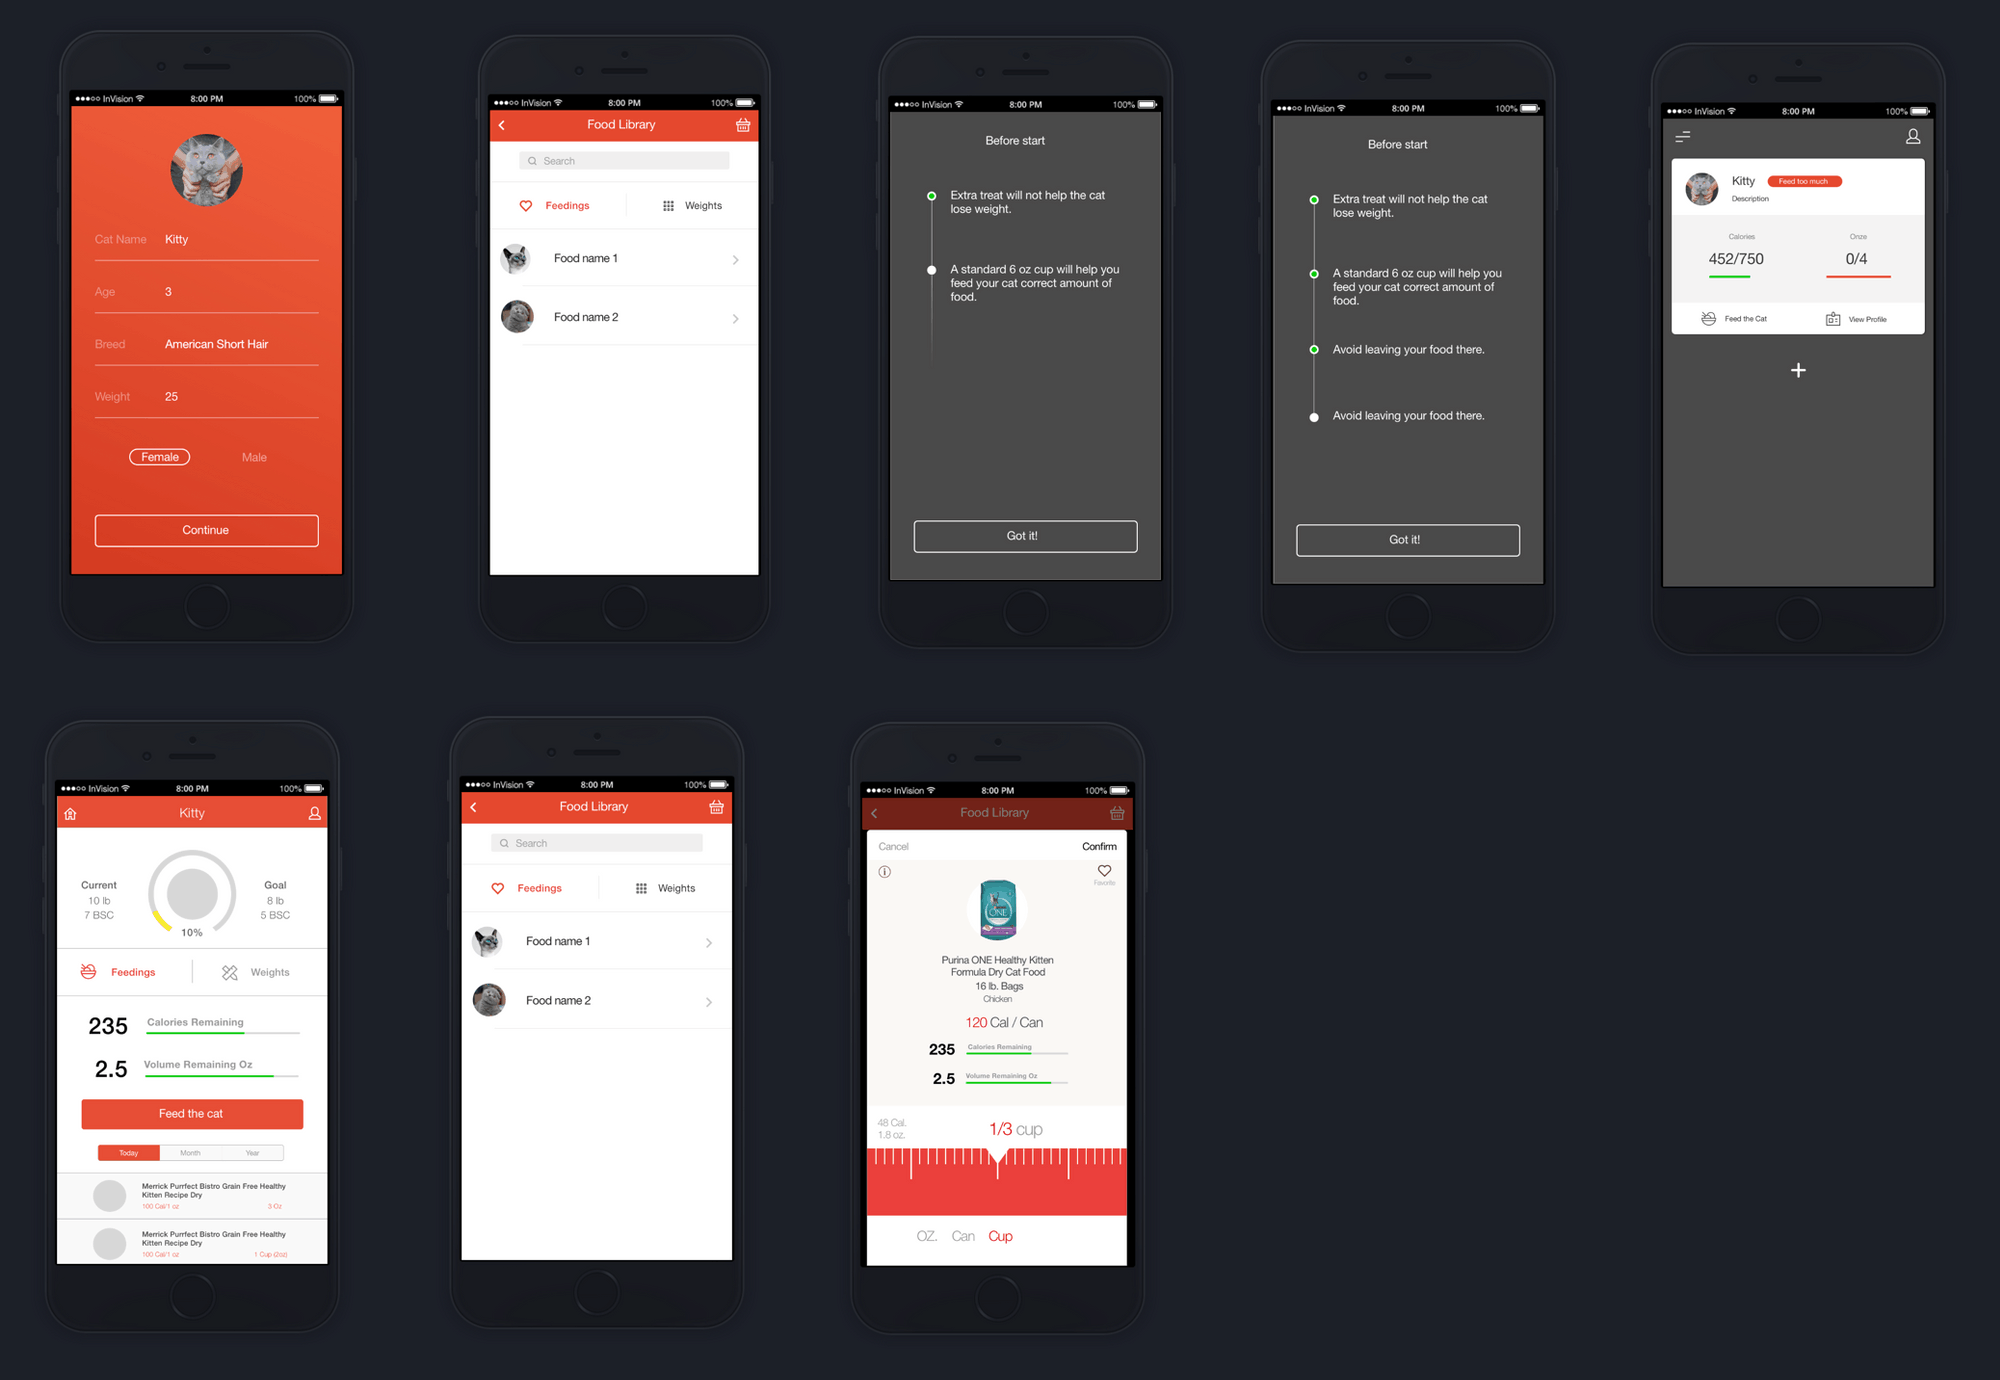 InVision
8:00 PM
100%
Cat Name
Kitty
Age
3
Breed
American Short Hair
Weight
25
Female
Male
Continue
InVision
8:00 PM
100%
Food Library
Search
Feedings
Weights
Food name 1
Food name 2
InVision
8:00 PM
100%
Before start
Extra treat will not help the cat
lose weight.
A standard 6 oz cup will help you
feed your cat correct amount of
food.
Got it!
InVision
8:00 PM
100%
Before start
Extra treat will not help the cat
lose weight.
A standard 6 oz cup will help you
feed your cat correct amount of
food.
Avoid leaving your food there.
Avoid leaving your food there.
Got it!
InVision
8:00 PM
100%
Kitty
Feed too much
Description
Calories
Onze
452/750
0/4
Feed the Cat
View Profile
InVision
8:00 PM
100%
Kitty
Current
10 lb
7 BSC
Goal
8 lb
5 BSC
10%
Feedings
Weights
235
Calories Remaining
2.5
Volume Remaining Oz
Feed the cat
Today
Month
Year
Merrick Purrfect Bistro Grain Free Healthy
Kitten Recipe Dry
100 Cal/1 oz
3 Oz
Merrick Purrfect Bistro Grain Free Healthy
Kitten Recipe Dry
100 Cal/1 oz
1 Cup (2oz)
InVision
8:00 PM
100%
Food Library
Search
Feedings
Weights
Food name 1
Food name 2
InVision
8:00 PM
100%
Food Library
Cancel
Confirm
Favorite
ONE
Purina ONE Healthy Kitten
Formula Dry Cat Food
16 lb. Bags
Chicken
120 Cal / Can
235
Calories Remaining
2.5
Volume Remaining Oz
48 Cal.
1.8 oz.
1/3 cup
OZ.
Can
Cup